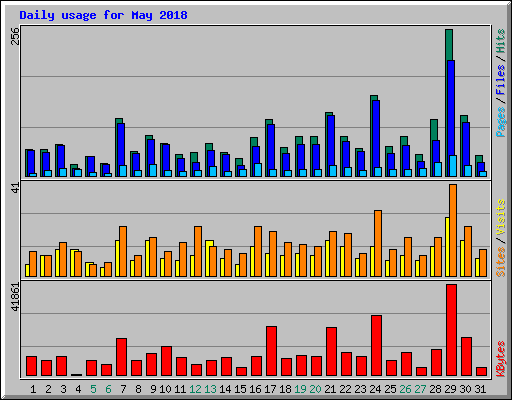 Daily usage for May 2018
256
41
41861
Pages / Files / Hits
Sites / Visits
KBytes
1 2 3 4 5 6 7 8 9 10 11 12 13 14 15 16 17 18 19 20 21 22 23 24 25 26 27 28 29 30 31